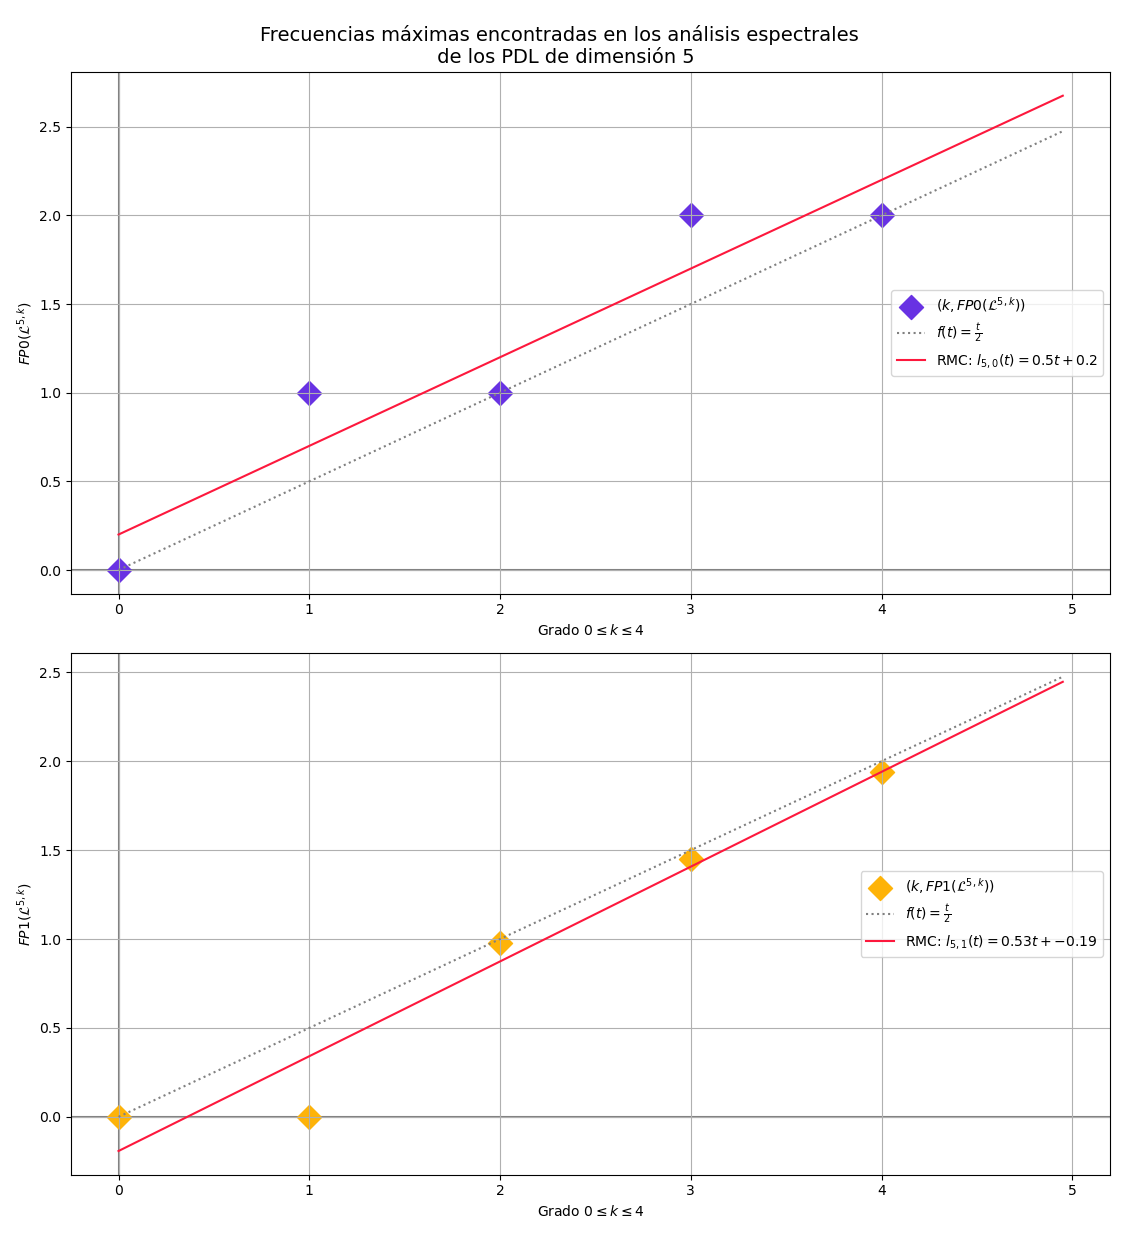 Frecuencias máximas encontradas en los análisis espectrales
de los PDL de dimensión 5
2.5
2.0
1.5
1.0
0.5
0.0
FP0(ℒ^{5,k})
(k, FP0(ℒ^{5,k}))
f(t) = t/2
RMC: l_{5,0}(t) = 0.5t + 0.2
0 1 2 3 4 5
Grado 0 ≤ k ≤ 4
2.5
2.0
1.5
1.0
0.5
0.0
FP1(ℒ^{5,k})
(k, FP1(ℒ^{5,k}))
f(t) = t/2
RMC: l_{5,1}(t) = 0.53t + −0.19
0 1 2 3 4 5
Grado 0 ≤ k ≤ 4